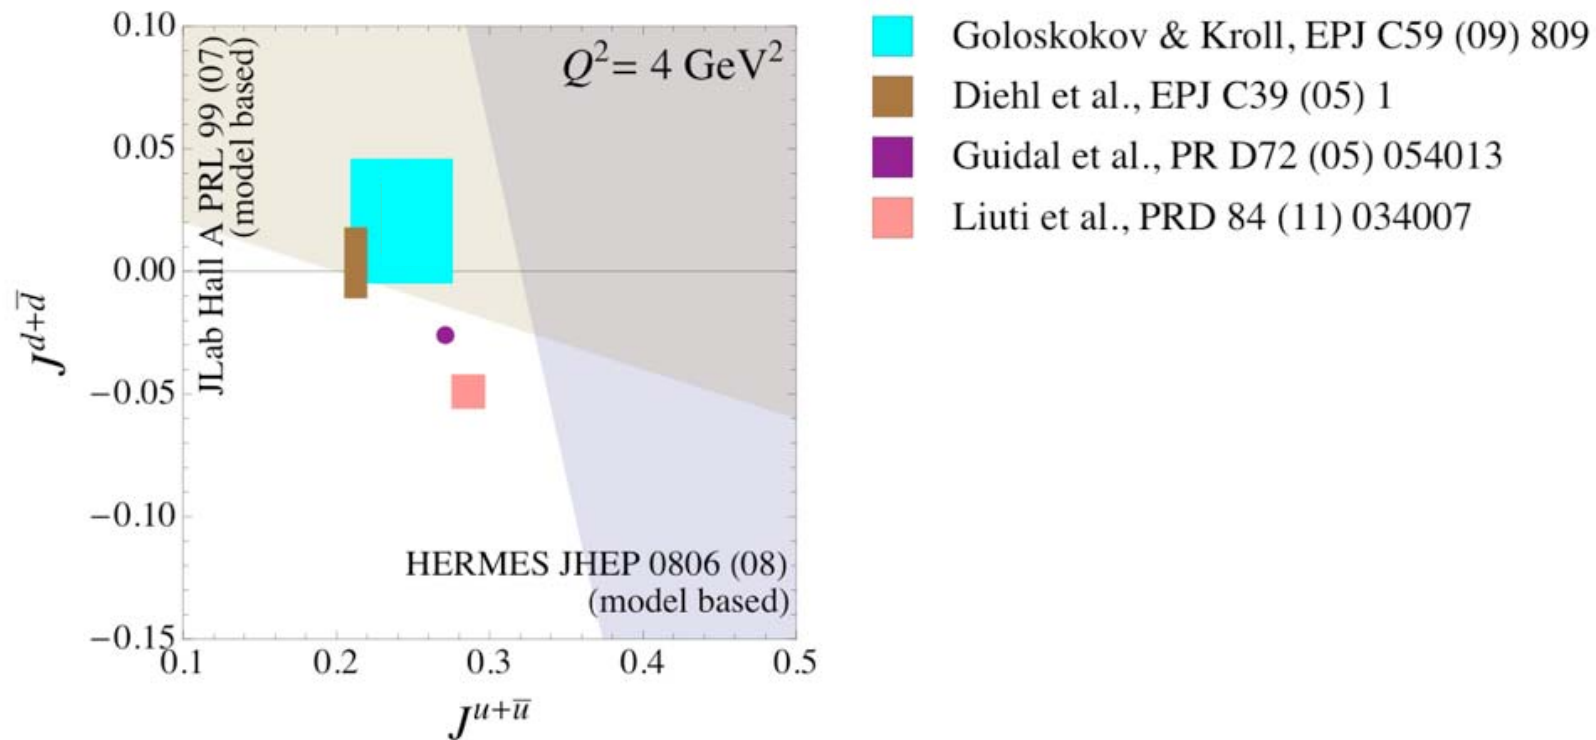 0.10
0.05
0.00
−0.05
−0.10
−0.15
0.1
0.2
0.3
0.4
0.5
J^{d+\bar{d}}
J^{u+\bar{u}}
JLab Hall A PRL 99 (07)
(model based)
Q² = 4 GeV²
HERMES JHEP 0806 (08)
(model based)
Goloskokov & Kroll, EPJ C59 (09) 809
Diehl et al., EPJ C39 (05) 1
Guidal et al., PR D72 (05) 054013
Liuti et al., PRD 84 (11) 034007